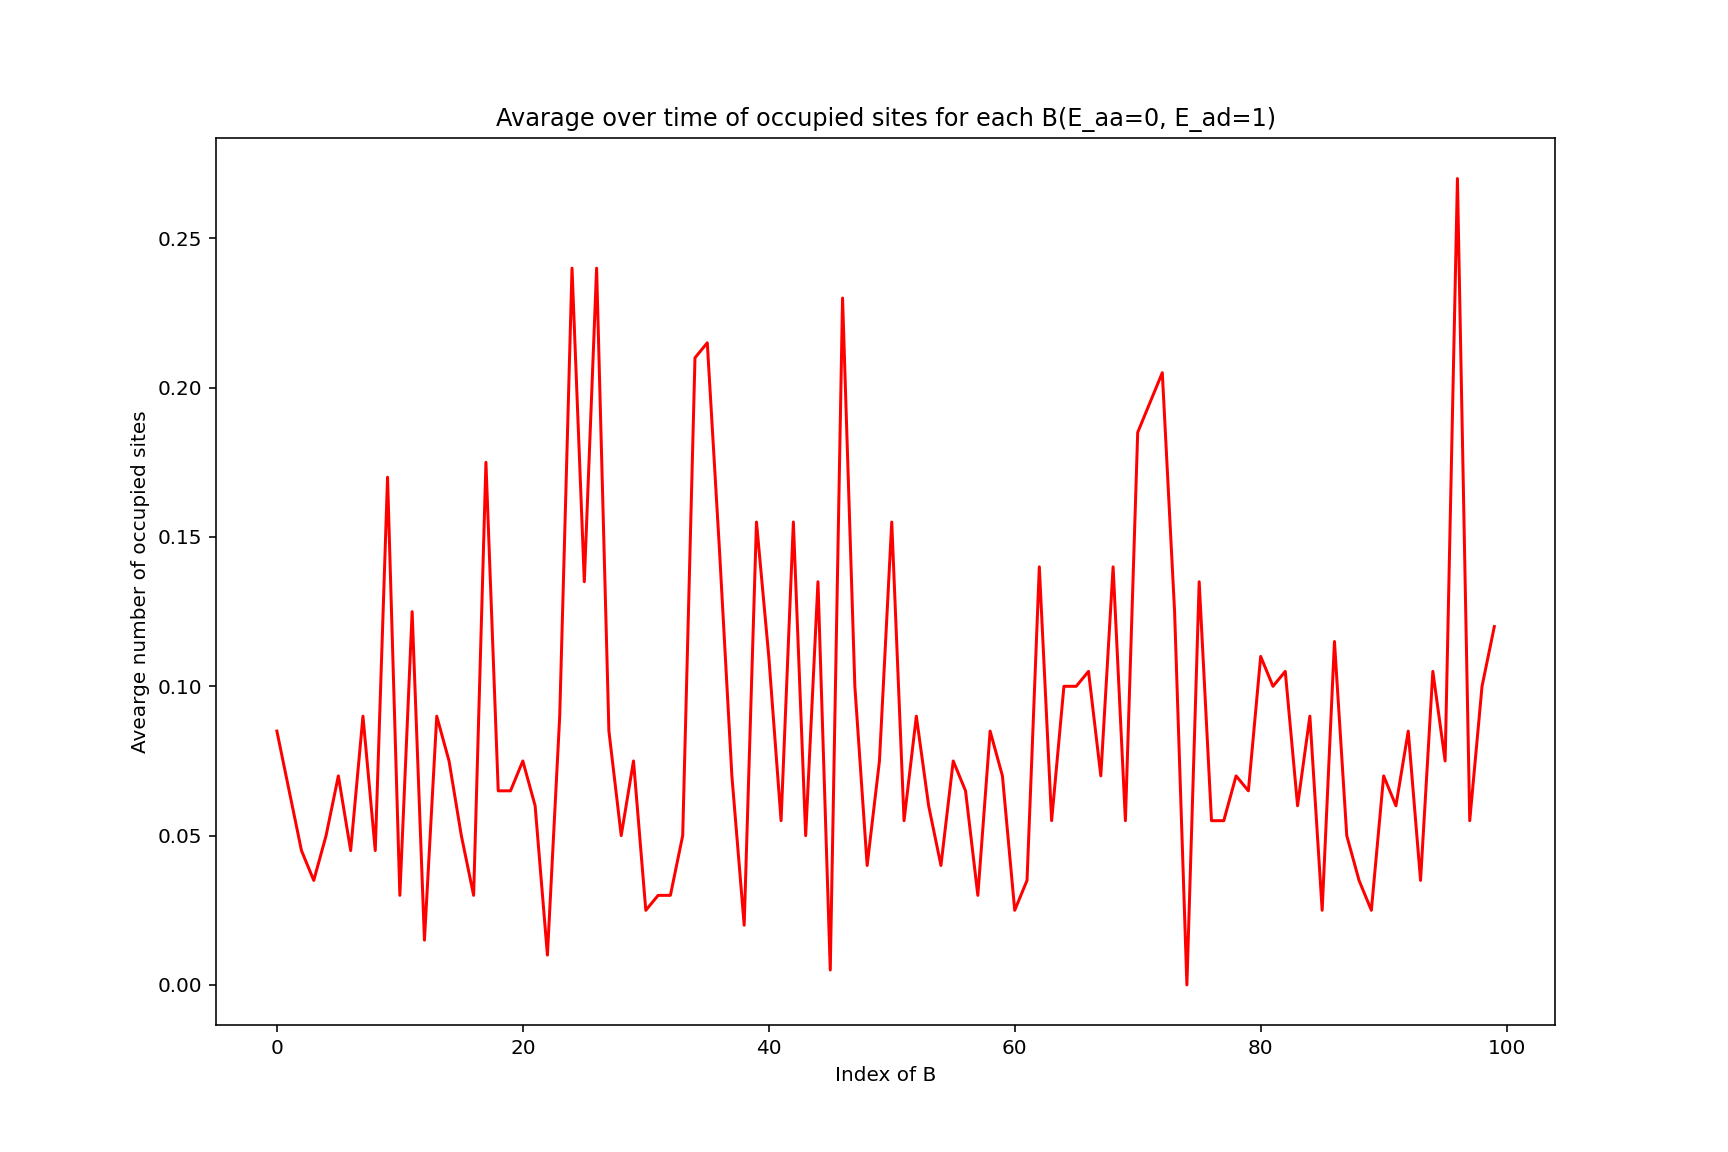 Avarage over time of occupied sites for each B(E_aa=0, E_ad=1)
0.25
0.20
0.15
0.10
0.05
0.00
Avearge number of occupied sites
0 20 40 60 80 100
Index of B